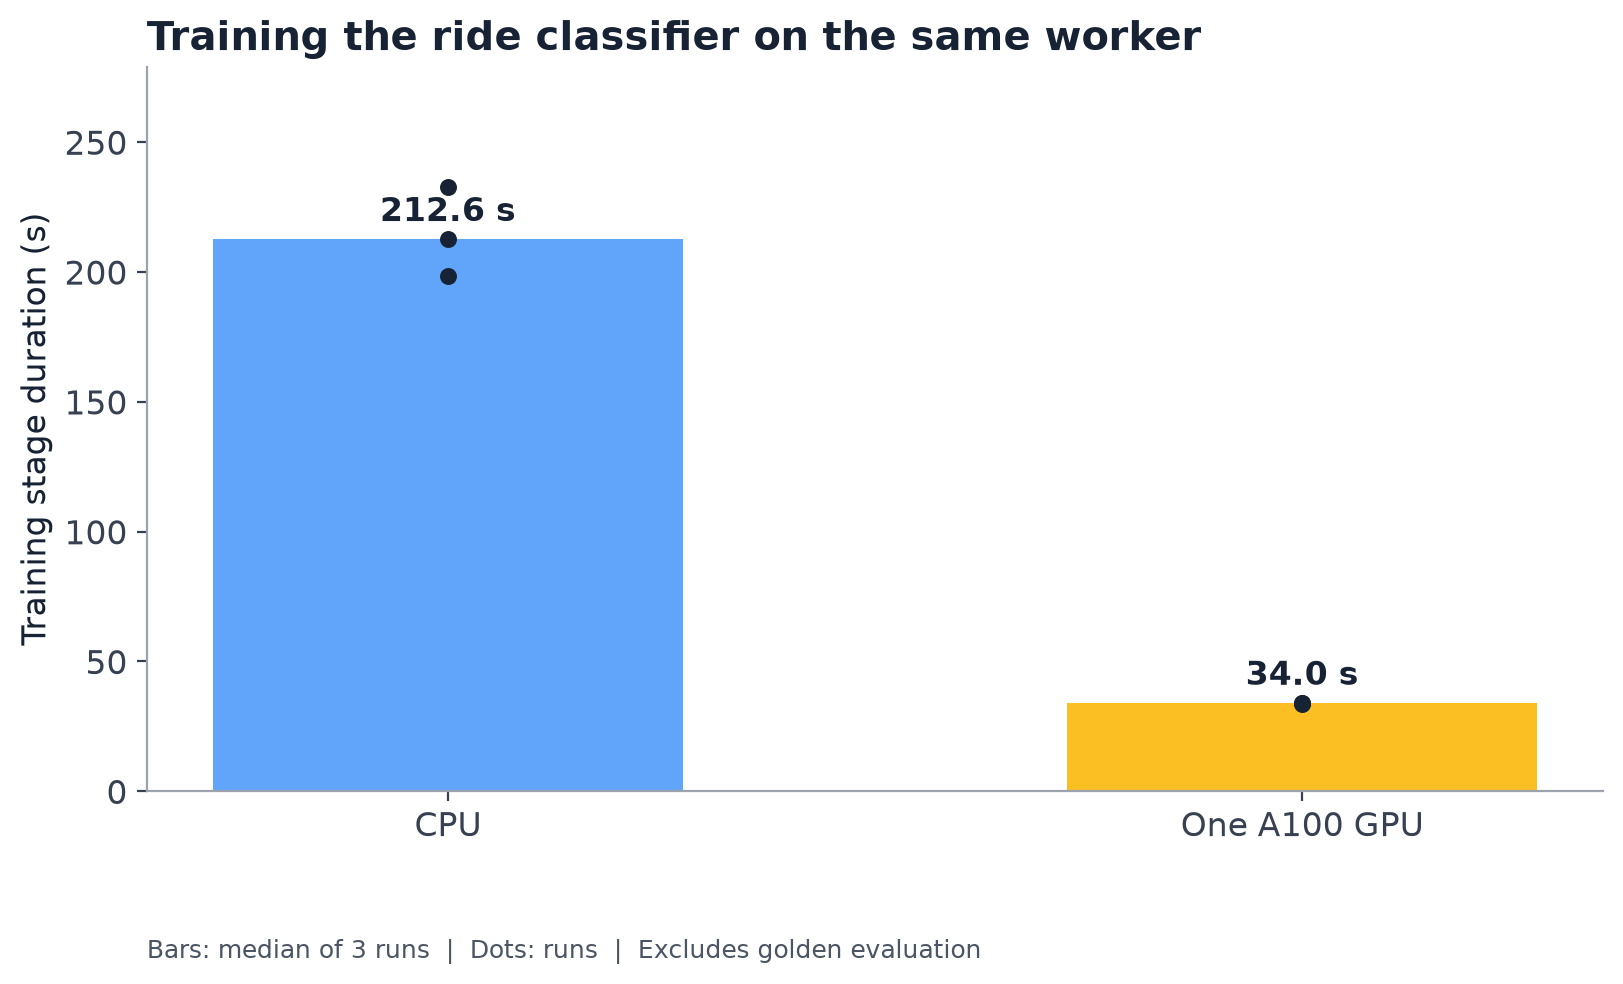 Training the ride classifier on the same worker
Training stage duration (s)
250
200
150
100
50
0
212.6 s
34.0 s
CPU
One A100 GPU
Bars: median of 3 runs | Dots: runs | Excludes golden evaluation